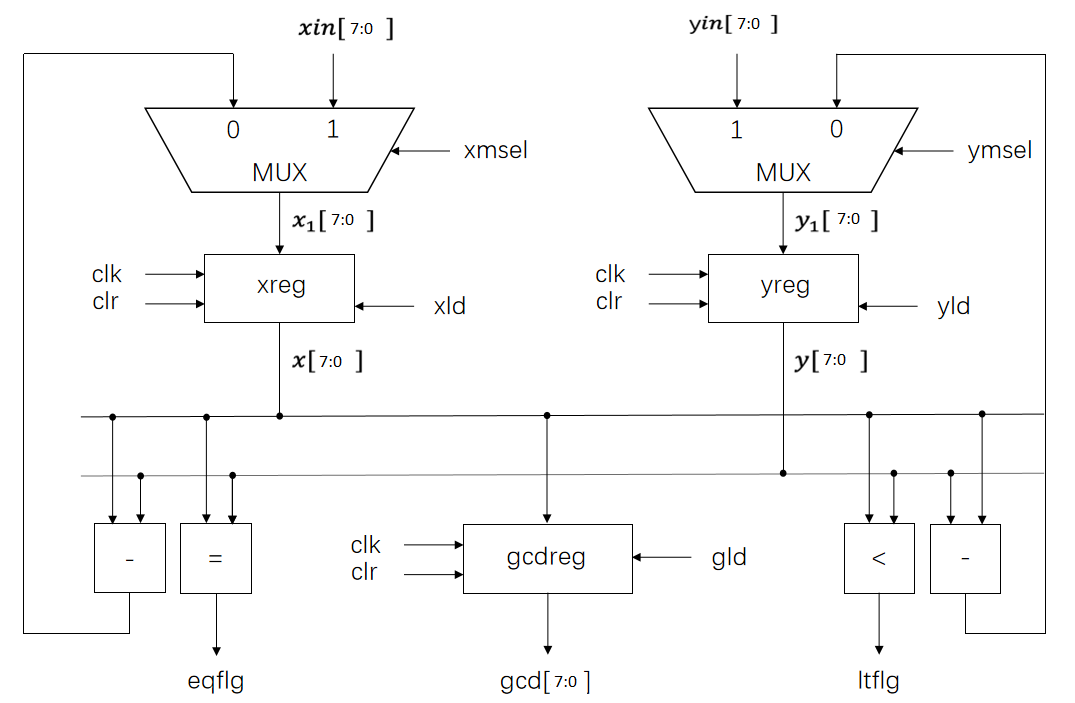 xin[ 7:0 ]
yin[ 7:0 ]
0 1
MUX
xmsel
1 0
MUX
ymsel
x₁[ 7:0 ]
y₁[ 7:0 ]
clk
clr
xreg
xld
clk
clr
yreg
yld
x[ 7:0 ]
y[ 7:0 ]
-
=
clk
clr
gcdreg
gld
<
-
eqflg
gcd[ 7:0 ]
ltflg